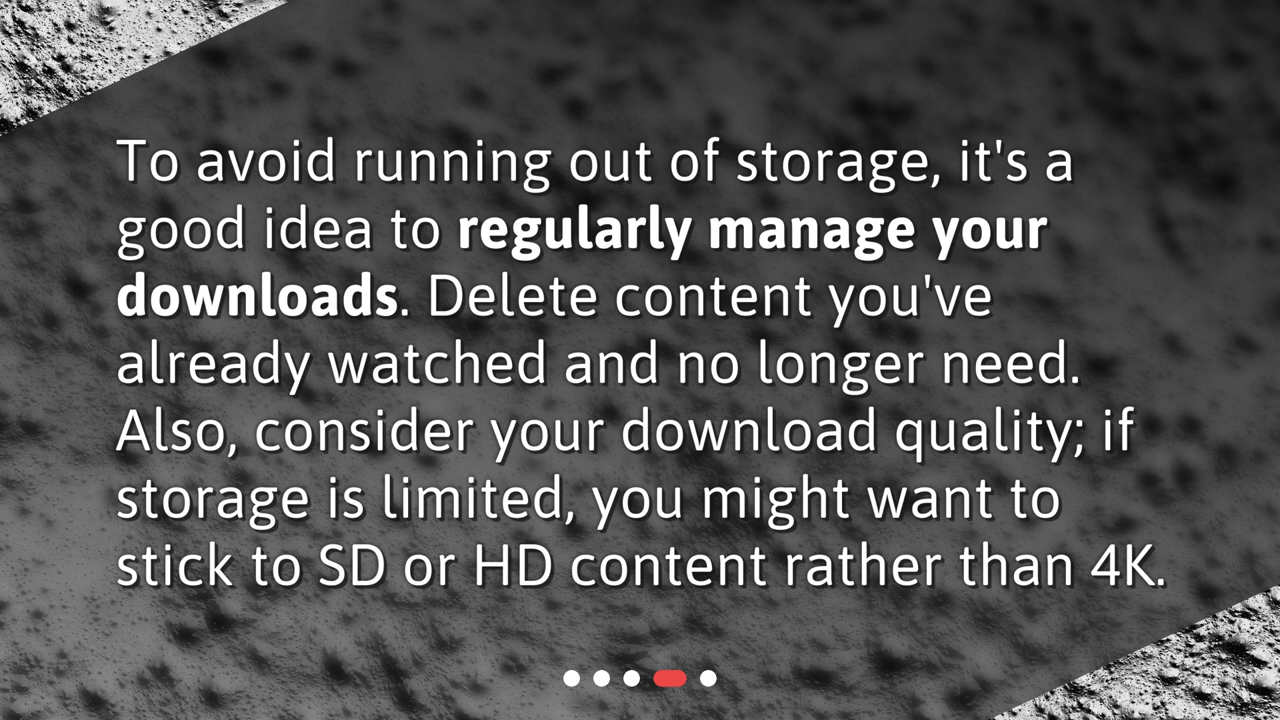 To avoid running out of storage, it's a
good idea to regularly manage your
downloads. Delete content you've
already watched and no longer need.
Also, consider your download quality; if
storage is limited, you might want to
stick to SD or HD content rather than 4K.